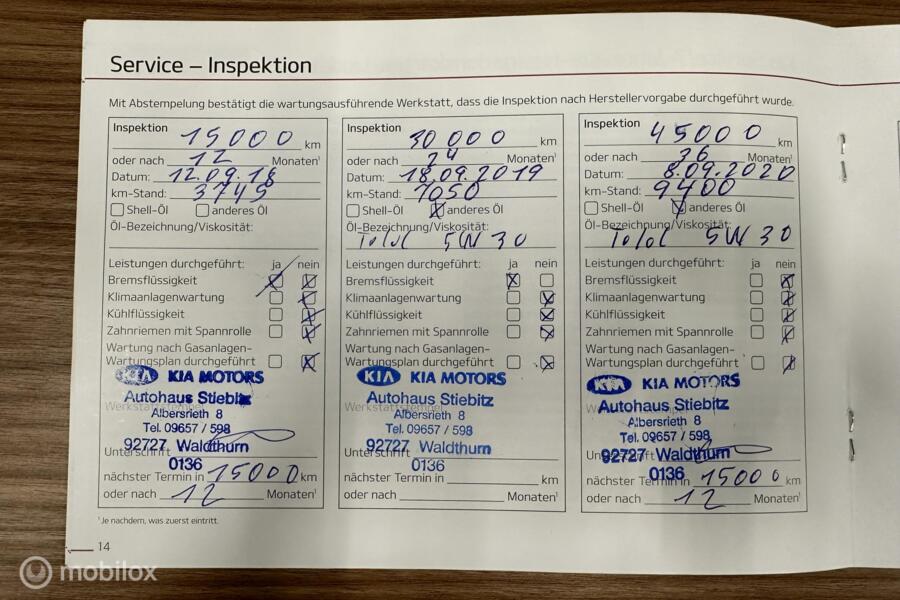 Service – Inspektion
Mit Abstempelung bestätigt die wartungsausführende Werkstatt, dass die Inspektion nach Herstellervorgabe durchgeführt wurde.
Inspektion 15000 km
oder nach 12 Monaten¹
Datum: 12.09.18
km-Stand: 3745
Shell-Öl anderes Öl
Öl-Bezeichnung/Viskosität:
Leistungen durchgeführt: ja nein
Bremsflüssigkeit
Klimaanlagenwartung
Kühlflüssigkeit
Zahnriemen mit Spannrolle
Wartung nach Gasanlagen-
Wartungsplan durchgeführt
KIA KIA MOTORS
Autohaus Stiebitz
Albersrieth 8
Tel. 09657 / 598
92727 Waldthurn
Unterschrift
0136
nächster Termin in 15000 km
oder nach 12 Monaten¹
Inspektion 30000 km
oder nach 24 Monaten¹
Datum: 18.09.2019
km-Stand: 7050
Shell-Öl anderes Öl
Öl-Bezeichnung/Viskosität:
Total 5W30
Leistungen durchgeführt: ja nein
Bremsflüssigkeit
Klimaanlagenwartung
Kühlflüssigkeit
Zahnriemen mit Spannrolle
Wartung nach Gasanlagen-
Wartungsplan durchgeführt
KIA KIA MOTORS
Autohaus Stiebitz
Werkstattstempel
Albersrieth 8
Tel. 09657 / 598
92727 Waldthurn
Unterschrift
0136
nächster Termin in km
oder nach Monaten¹
Inspektion 45000 km
oder nach 36 Monaten¹
Datum: 8.09.2020
km-Stand: 9400
Shell-Öl anderes Öl
Öl-Bezeichnung/Viskosität:
Total 5W30
Leistungen durchgeführt: ja nein
Bremsflüssigkeit
Klimaanlagenwartung
Kühlflüssigkeit
Zahnriemen mit Spannrolle
Wartung nach Gasanlagen-
Wartungsplan durchgeführt
KIA KIA MOTORS
Autohaus Stiebitz
Albersrieth 8
Tel. 09657 / 598
92727 Waldthurn
0136
nächster Termin in 15000 km
oder nach 12 Monaten¹
¹Je nachdem, was zuerst eintritt.
14
mobilox